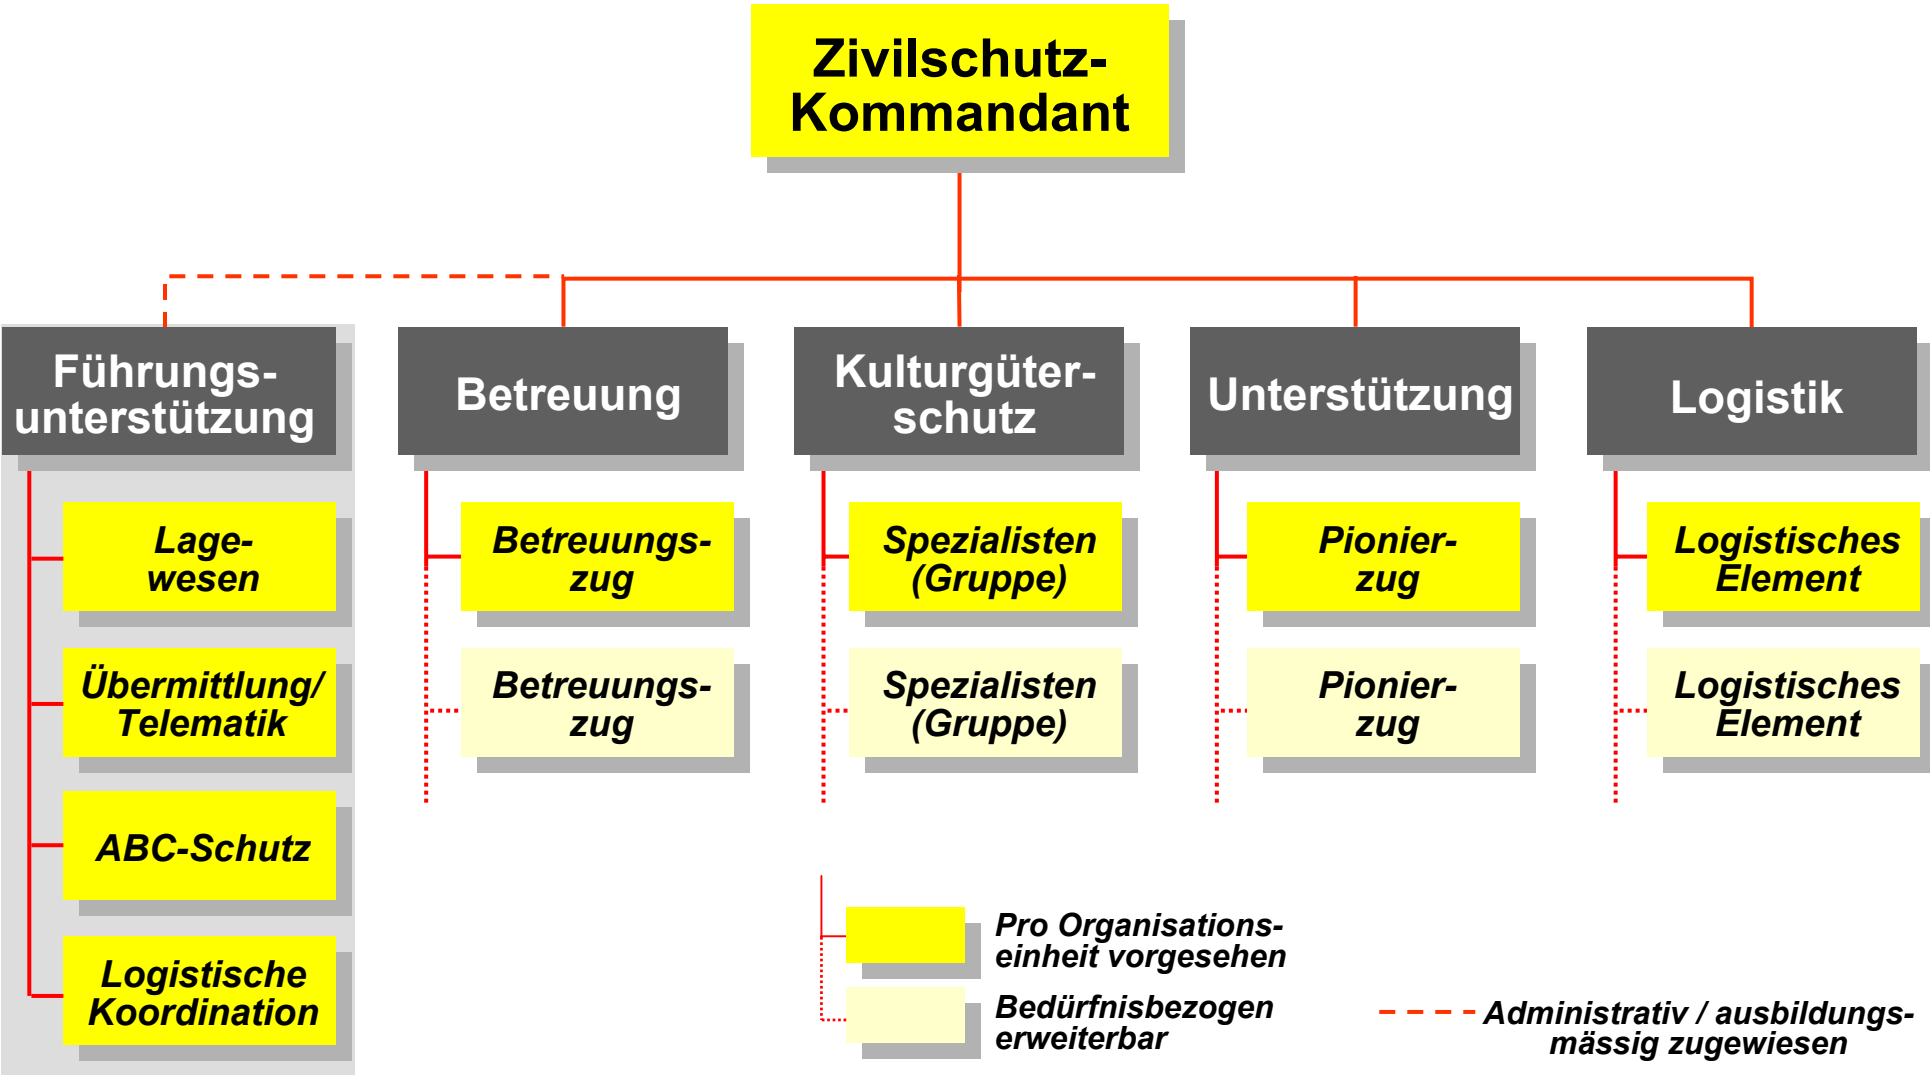 Zivilschutz-
Kommandant
Führungs-
unterstützung
Betreuung
Kulturgüter-
schutz
Unterstützung
Logistik
Lage-
wesen
Übermittlung/
Telematik
ABC-Schutz
Logistische
Koordination
Betreuungs-
zug
Betreuungs-
zug
Spezialisten
(Gruppe)
Spezialisten
(Gruppe)
Pionier-
zug
Pionier-
zug
Logistisches
Element
Logistisches
Element
Pro Organisations-
einheit vorgesehen
Bedürfnisbezogen
erweiterbar
Administrativ / ausbildungs-
mässig zugewiesen